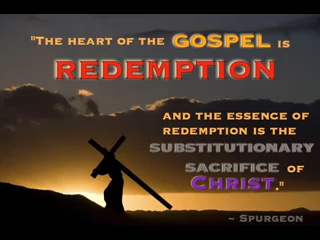 "The heart of the GOSPEL is
REDEMPTION
and the essence of
redemption is the
SUBSTITUTIONARY
SACRIFICE of
Christ."
~ Spurgeon